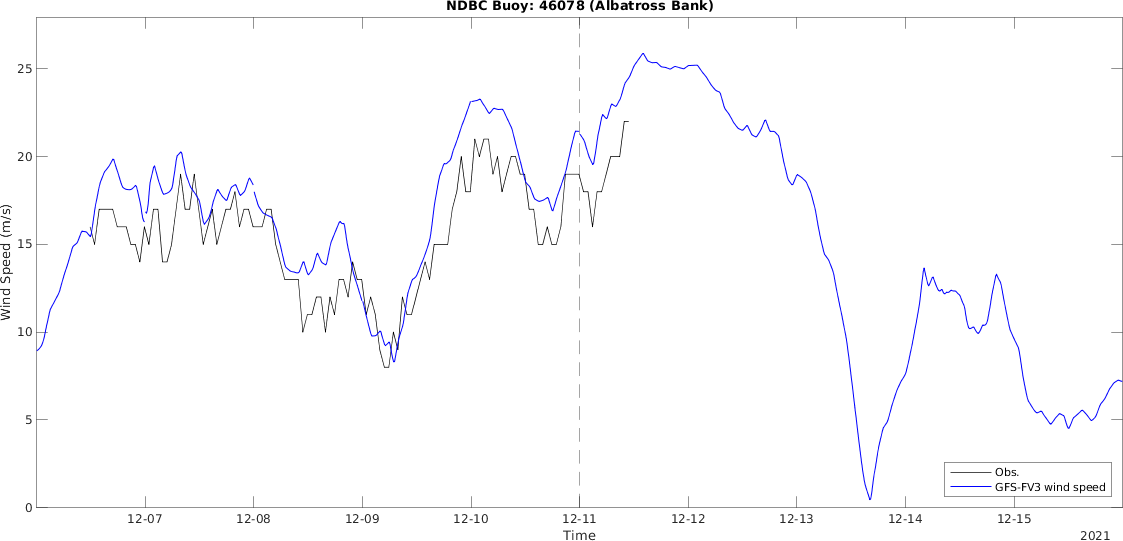 NDBC Buoy: 46078 (Albatross Bank)
Wind Speed (m/s)
25
20
15
10
5
0
12-07 12-08 12-09 12-10 12-11 12-12 12-13 12-14 12-15
Time
2021
Obs.
GFS-FV3 wind speed